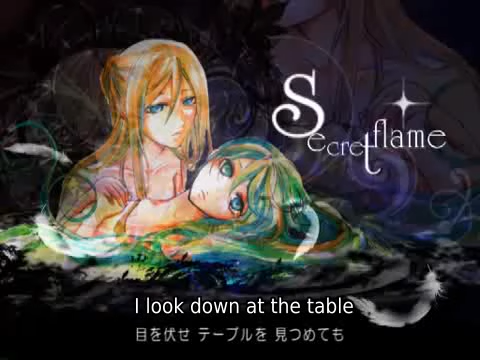 Secret flame
I look down at the table
目を伏せ テーブルを 見つめても